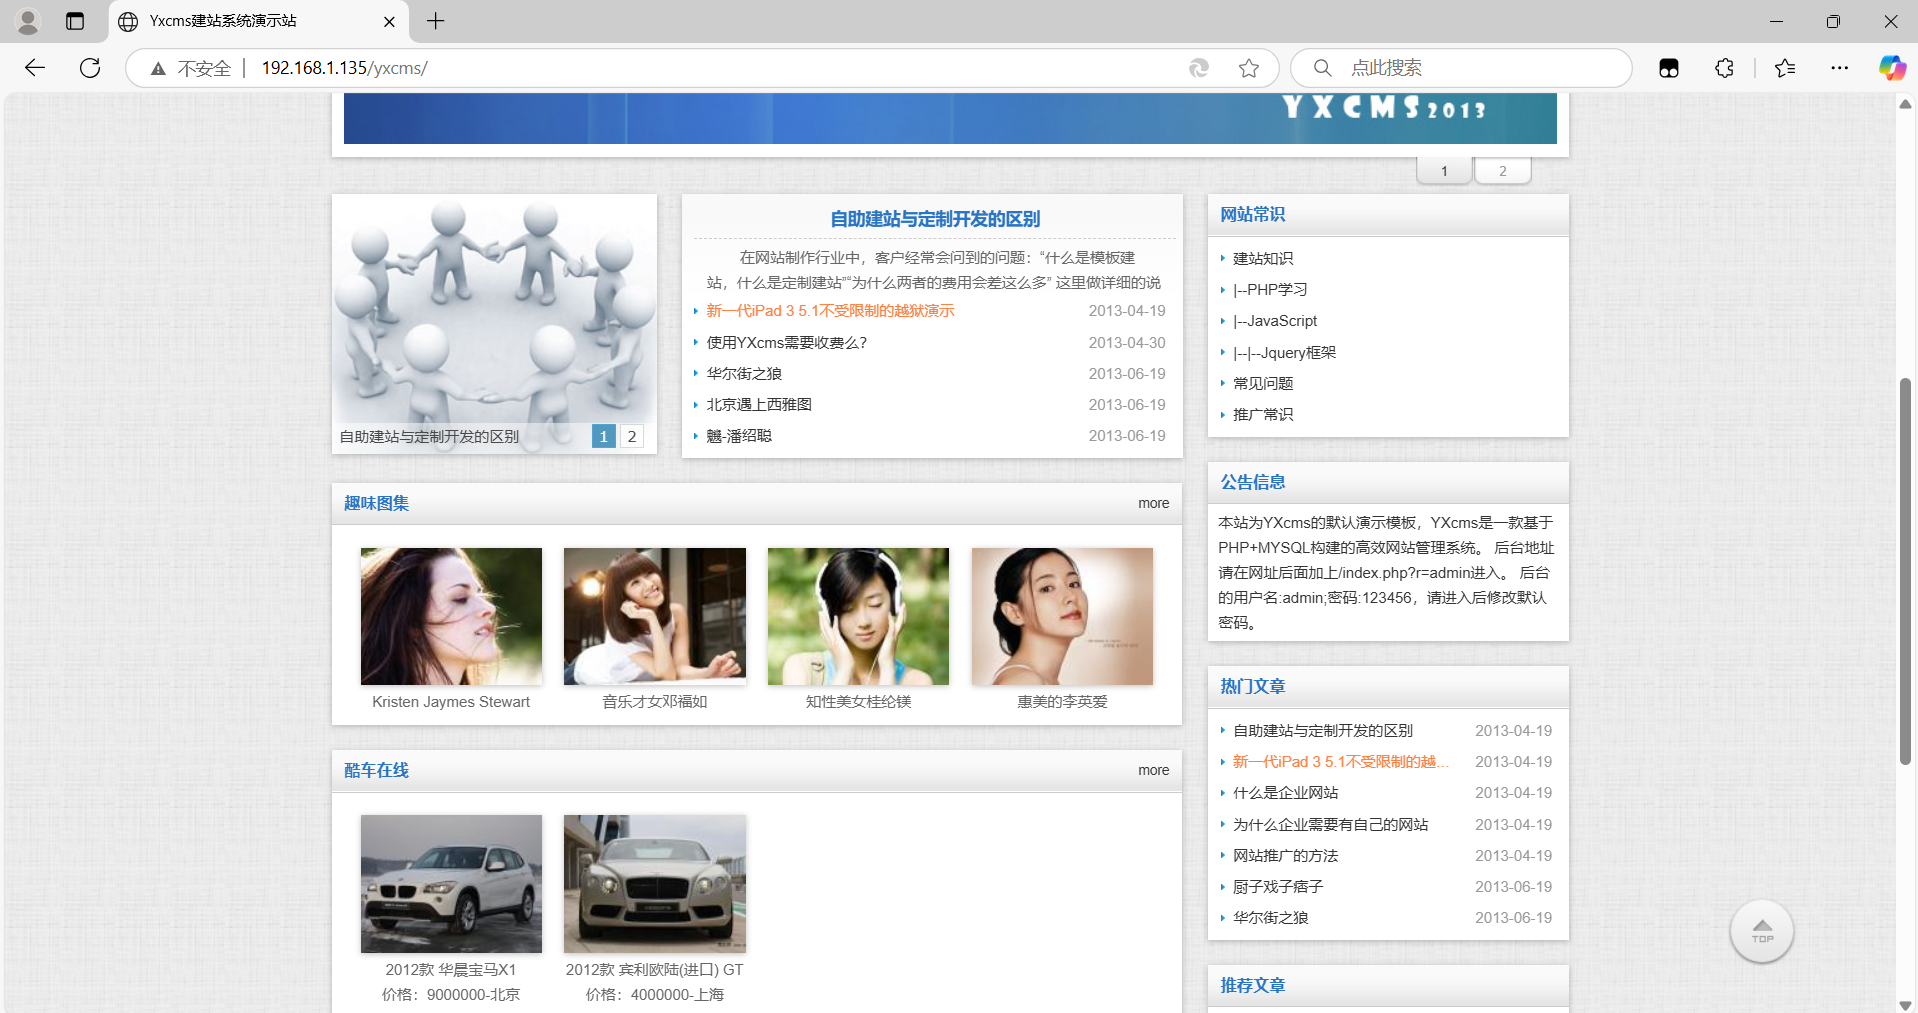 Yxcms建站系统演示站
不安全
192.168.1.135/yxcms/
点此搜索
YXCMS2013
1
2
自助建站与定制开发的区别
1
2
自助建站与定制开发的区别
在网站制作行业中，客户经常会问到的问题：“什么是模板建
站，什么是定制建站”“为什么两者的费用会差这么多” 这里做详细的说
新一代iPad 3 5.1不受限制的越狱演示 2013-04-19
使用YXcms需要收费么? 2013-04-30
华尔街之狼 2013-06-19
北京遇上西雅图 2013-06-19
魑-潘绍聪 2013-06-19
网站常识
建站知识
|--PHP学习
|--JavaScript
|--|--Jquery框架
常见问题
推广常识
公告信息
本站为YXcms的默认演示模板，YXcms是一款基于
PHP+MYSQL构建的高效网站管理系统。 后台地址
请在网址后面加上/index.php?r=admin进入。 后台
的用户名:admin;密码:123456，请进入后修改默认
密码。
趣味图集 more
Kristen Jaymes Stewart
音乐才女邓福如
知性美女桂纶镁
惠美的李英爱
酷车在线 more
2012款 华晨宝马X1
价格：9000000-北京
2012款 宾利欧陆(进口) GT
价格：4000000-上海
热门文章
自助建站与定制开发的区别 2013-04-19
新一代iPad 3 5.1不受限制的越... 2013-04-19
什么是企业网站 2013-04-19
为什么企业需要有自己的网站 2013-04-19
网站推广的方法 2013-04-19
厨子戏子痞子 2013-06-19
华尔街之狼 2013-06-19
推荐文章
TOP